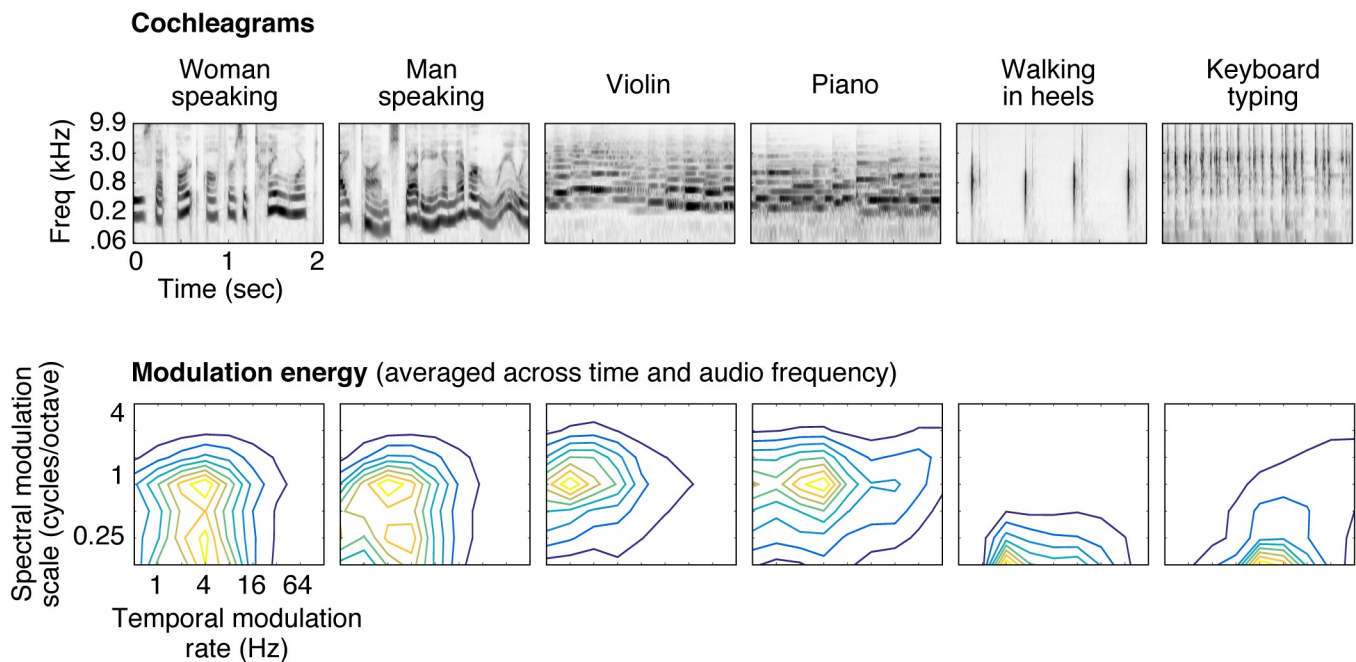 Cochleagrams
Woman
speaking
Man
speaking
Violin
Piano
Walking
in heels
Keyboard
typing
Freq (kHz)
9.9
3.0
0.8
0.2
.06
0 1 2
Time (sec)
Modulation energy (averaged across time and audio frequency)
Spectral modulation
scale (cycles/octave)
4
1
0.25
1 4 16 64
Temporal modulation
rate (Hz)